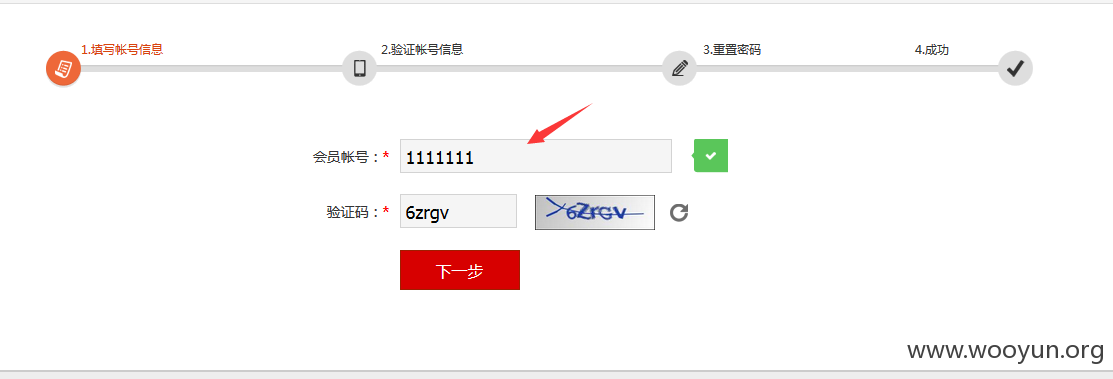 1.填写帐号信息 2.验证帐号信息 3.重置密码 4.成功
会员帐号：* 1111111
验证码：* 6zrgv 6zrgv
下一步
www.wooyun.org